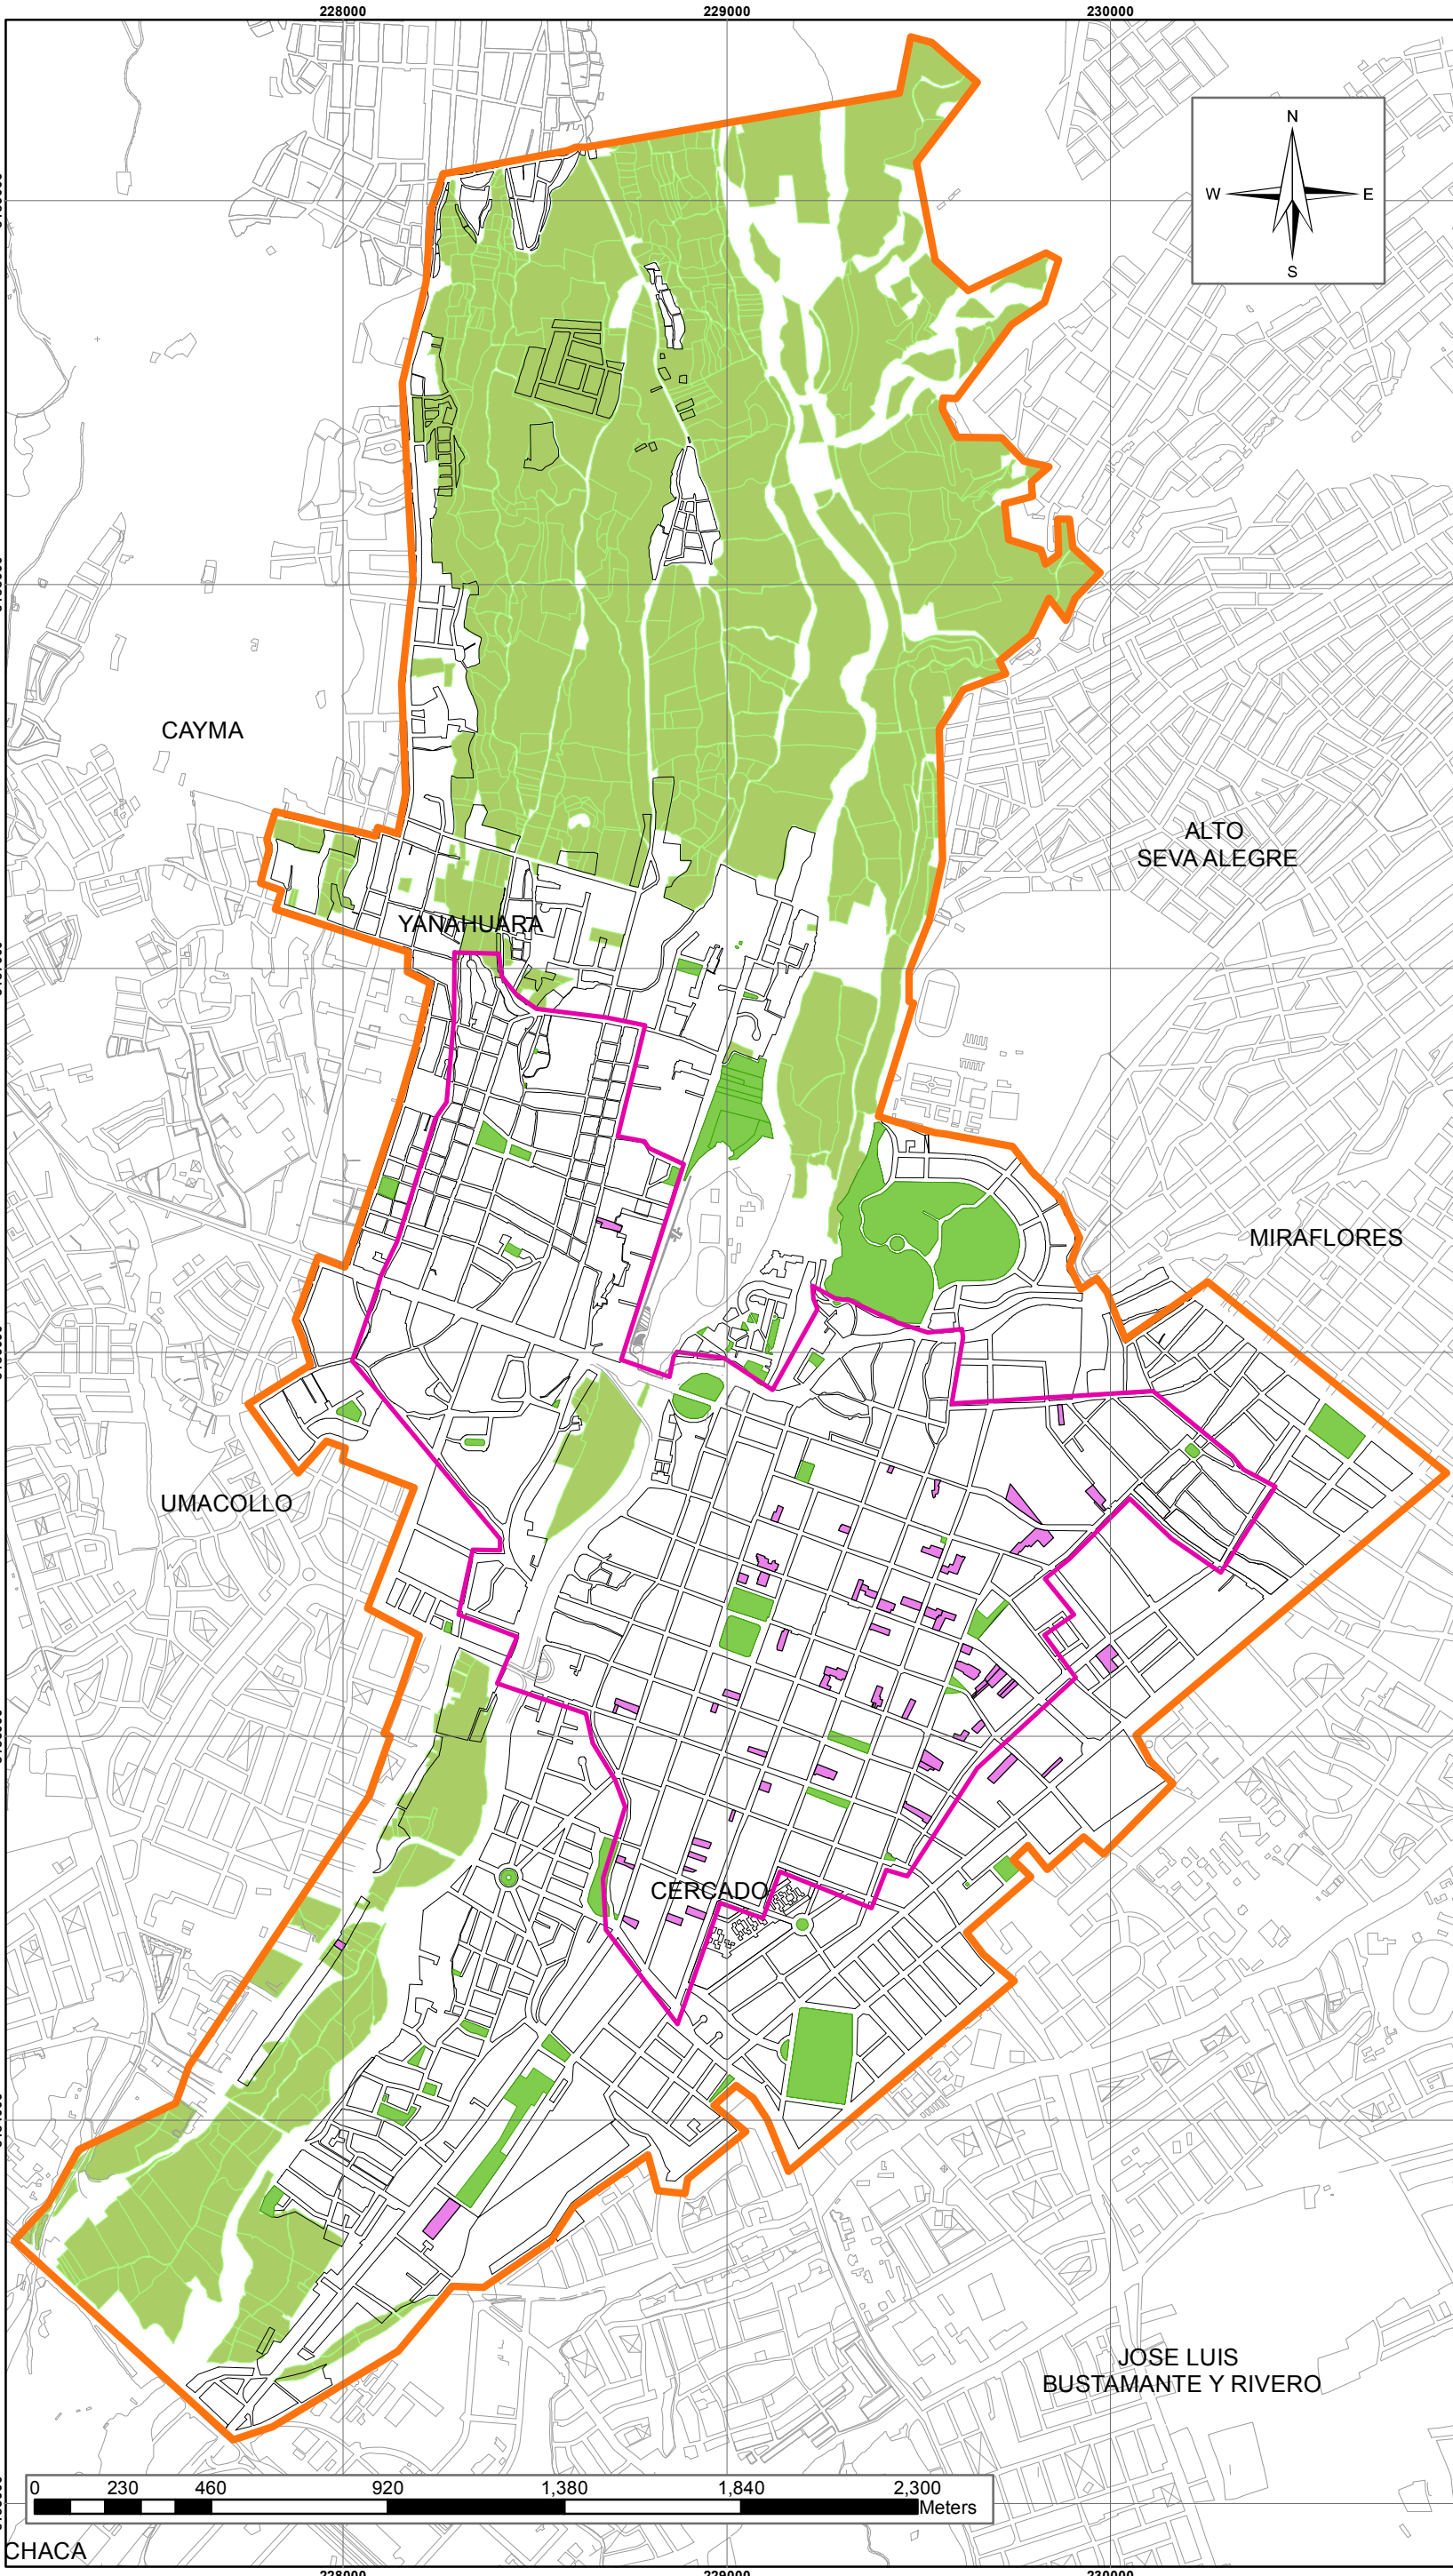 228000
229000
230000
N
W
E
S
CAYMA
ALTO
SEVA ALEGRE
YANAHUARA
MIRAFLORES
UMACOLLO
CERCADO
JOSE LUIS
BUSTAMANTE Y RIVERO
0 230 460 920 1,380 1,840 2,300
Meters
CHACA